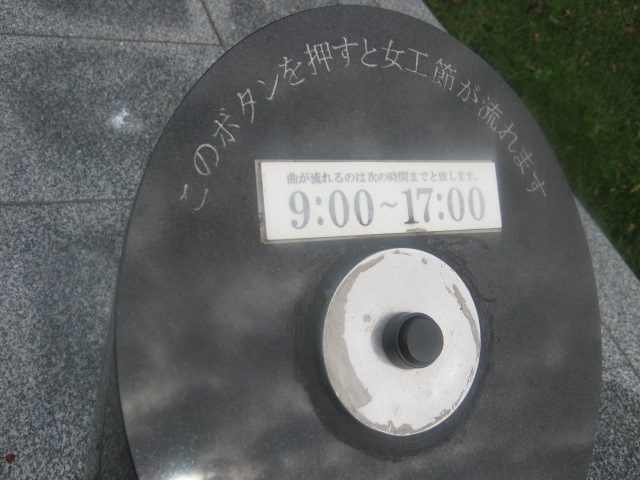 このボタンを押すと女工節が流れます
曲が流れるのは次の時間までと致します。
9:00~17:00